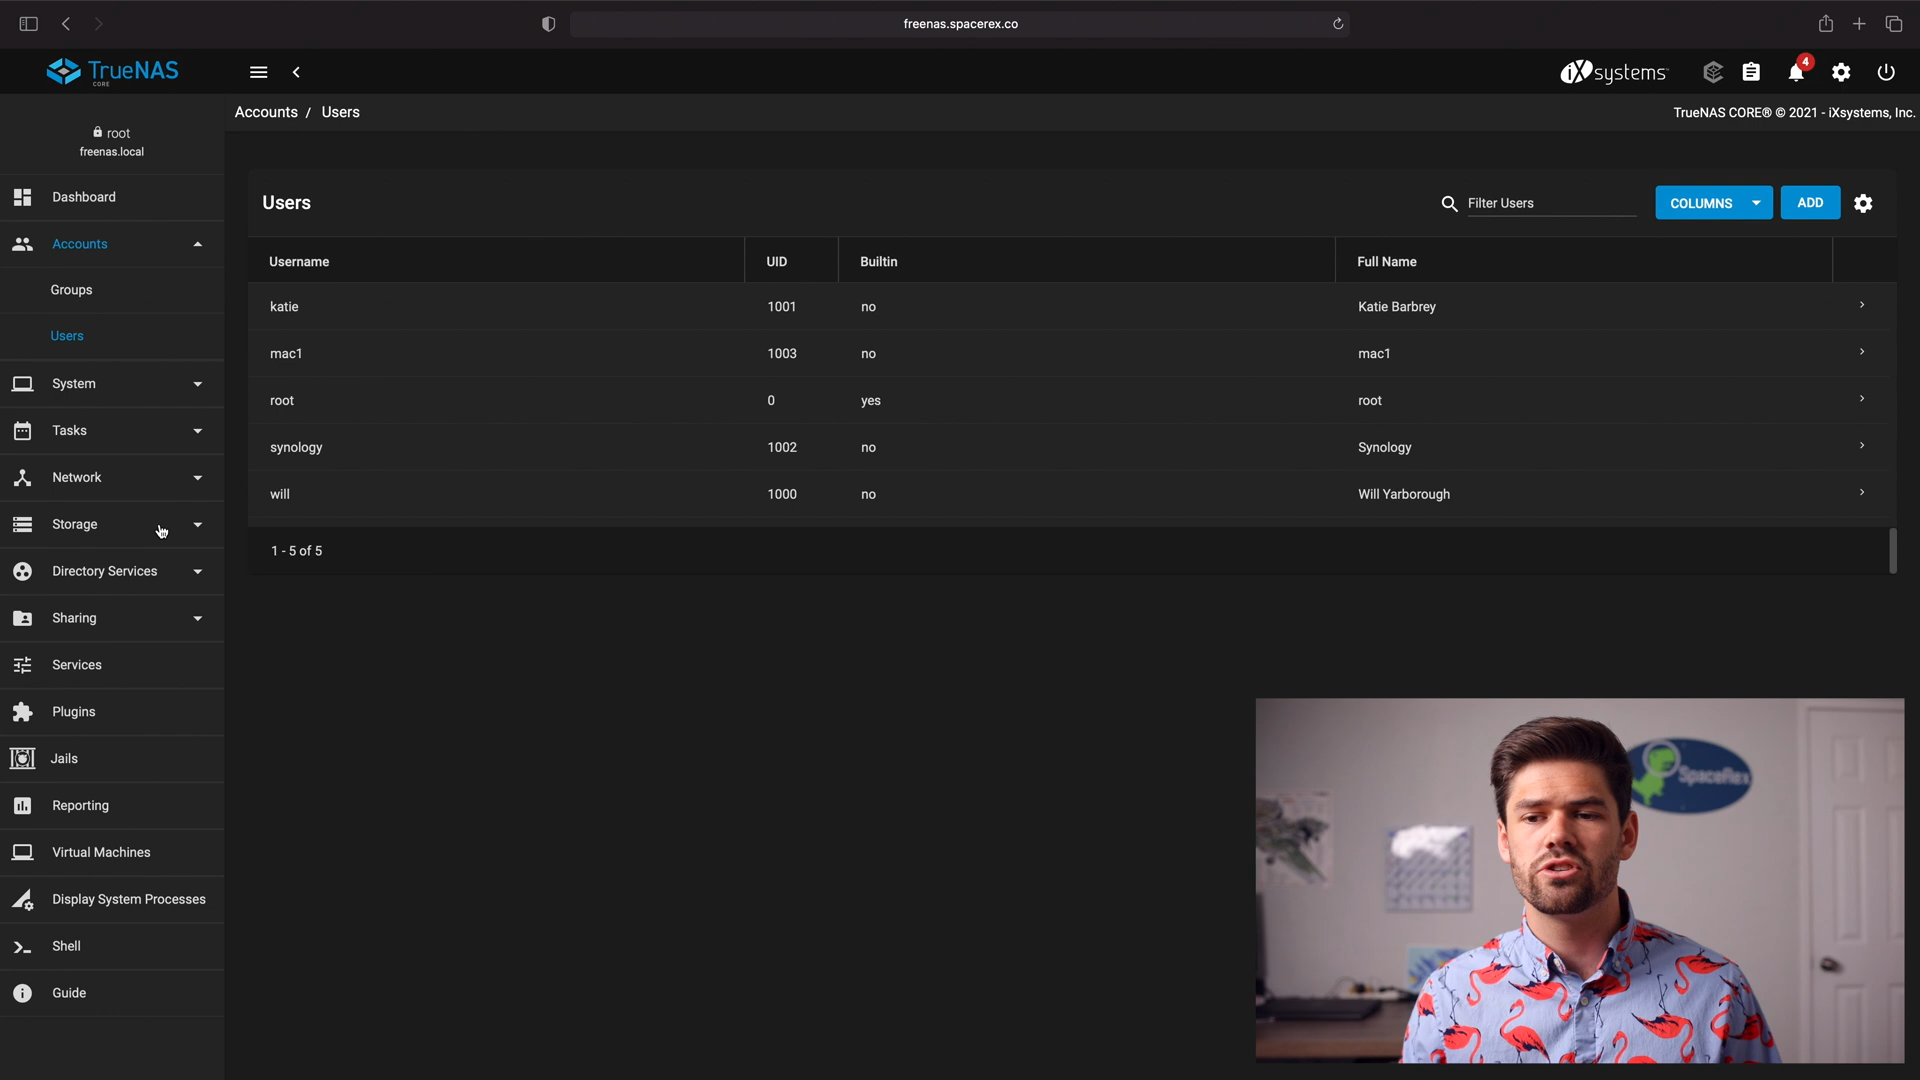 freenas.spacerex.co
TrueNAS
CORE
iXsystems
4
Accounts / Users
TrueNAS CORE® © 2021 - iXsystems, Inc.
root
freenas.local
Dashboard
Accounts
Groups
Users
System
Tasks
Network
Storage
Directory Services
Sharing
Services
Plugins
Jails
Reporting
Virtual Machines
Display System Processes
Shell
Guide
Users
Filter Users
COLUMNS
ADD
Username UID Builtin Full Name
katie 1001 no Katie Barbrey
mac1 1003 no mac1
root 0 yes root
synology 1002 no Synology
will 1000 no Will Yarborough
1 - 5 of 5
SpaceRex